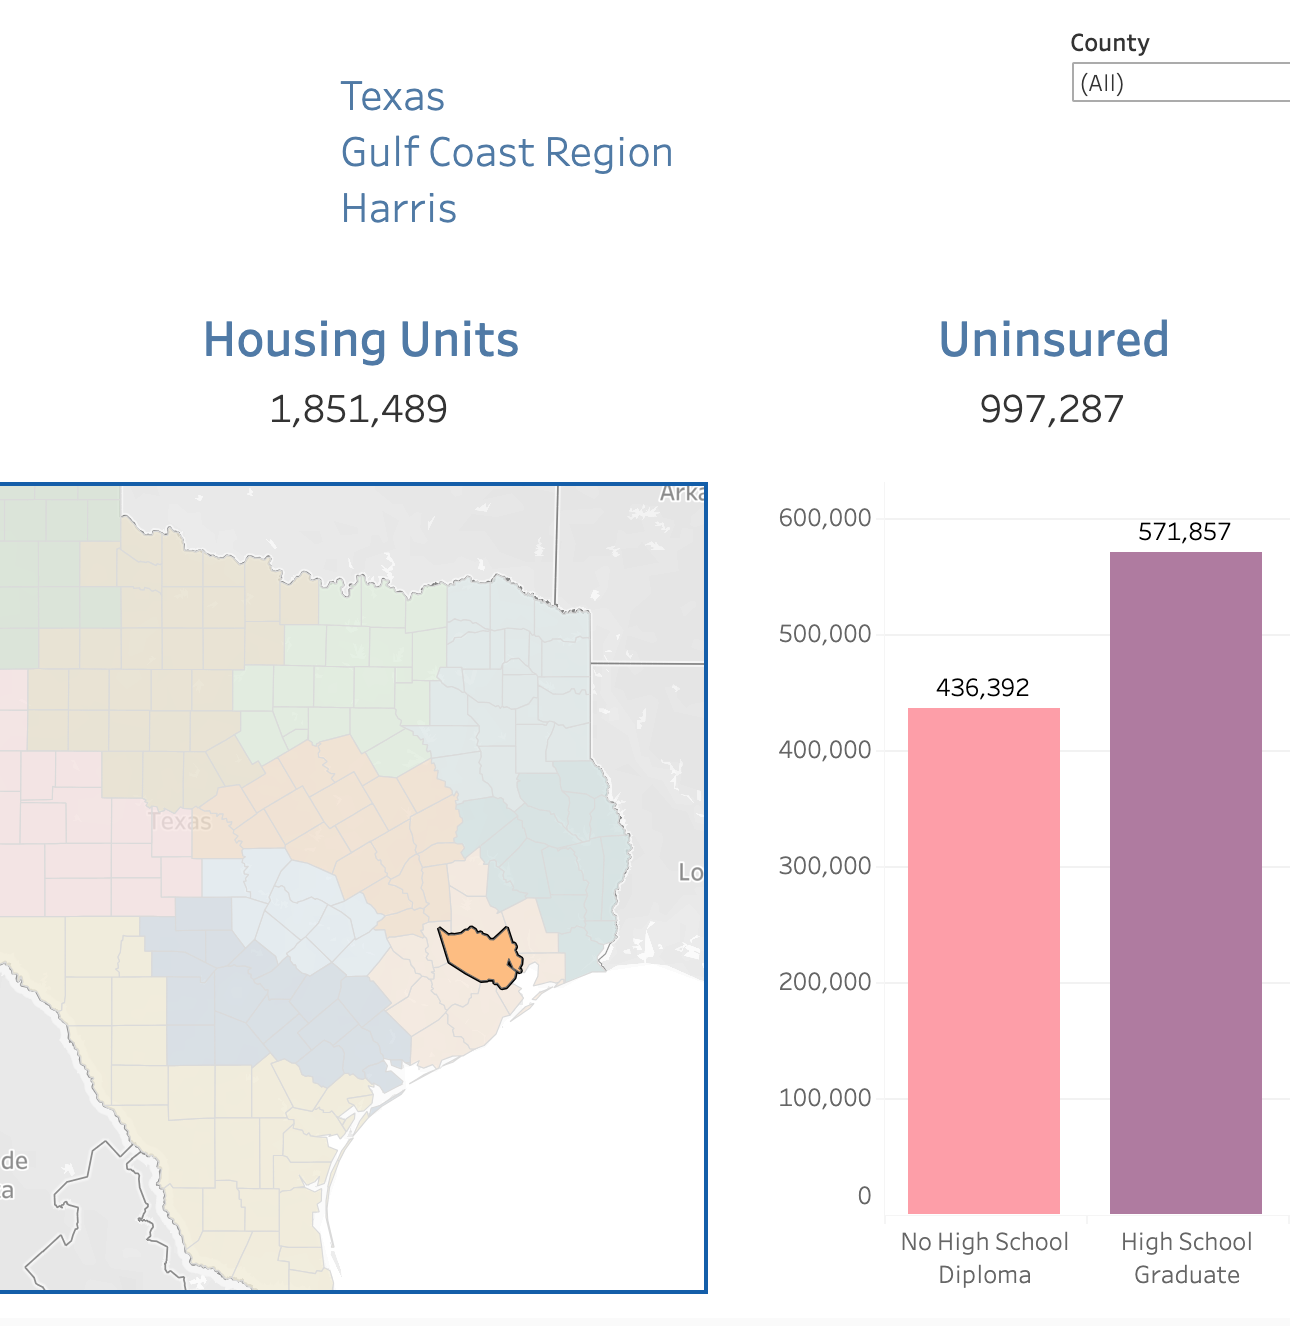 County
(All)
Texas
Gulf Coast Region
Harris
Housing Units
1,851,489
Uninsured
997,287
Arka
Texas
Lo
de
ta
600,000
500,000
400,000
300,000
200,000
100,000
0
571,857
436,392
No High School
Diploma
High School
Graduate